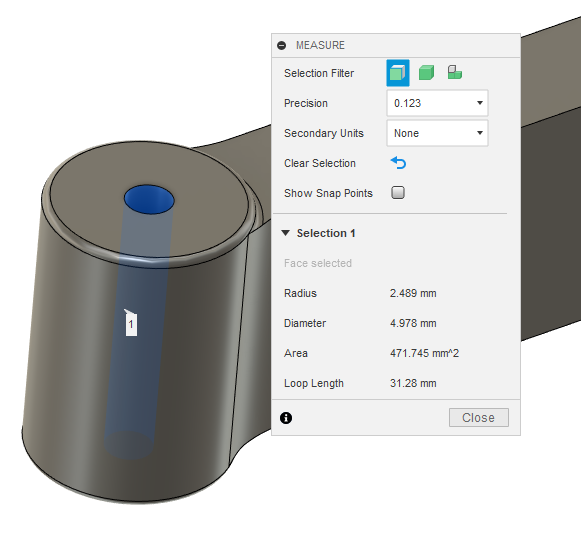 MEASURE
Selection Filter
Precision 0.123
Secondary Units None
Clear Selection
Show Snap Points
Selection 1
Face selected
Radius 2.489 mm
Diameter 4.978 mm
Area 471.745 mm^2
Loop Length 31.28 mm
Close
1